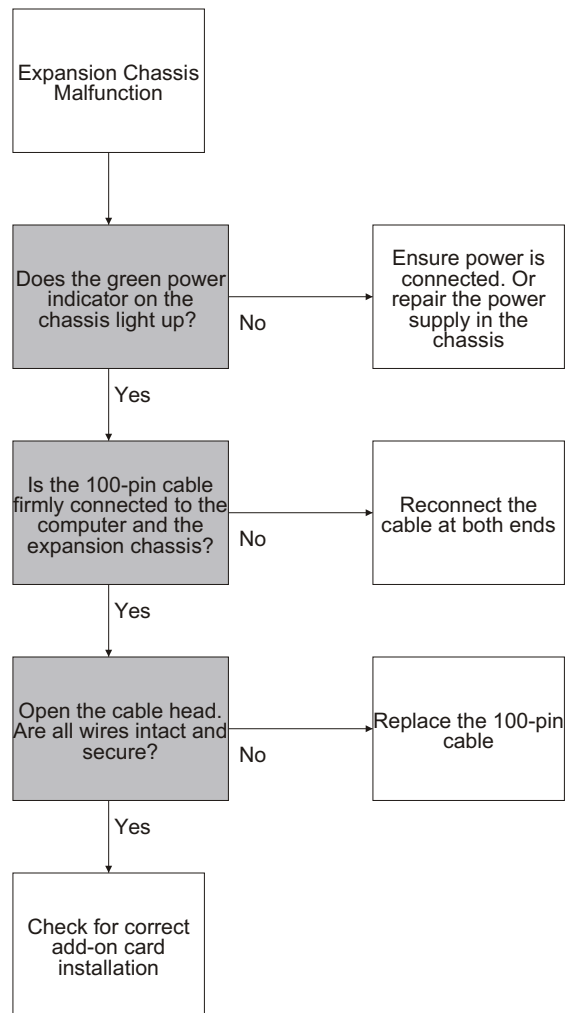 Expansion Chassis
Malfunction
Does the green power
indicator on the
chassis light up?
No
Ensure power is
connected. Or
repair the power
supply in the
chassis
Yes
Is the 100-pin cable
firmly connected to the
computer and the
expansion chassis?
No
Reconnect the
cable at both ends
Yes
Open the cable head.
Are all wires intact and
secure?
No
Replace the 100-pin
cable
Yes
Check for correct
add-on card
installation